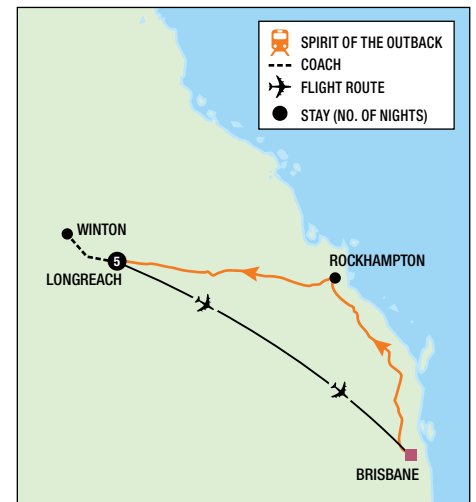 SPIRIT OF THE OUTBACK
COACH
FLIGHT ROUTE
STAY (NO. OF NIGHTS)
WINTON
5
LONGREACH
ROCKHAMPTON
BRISBANE